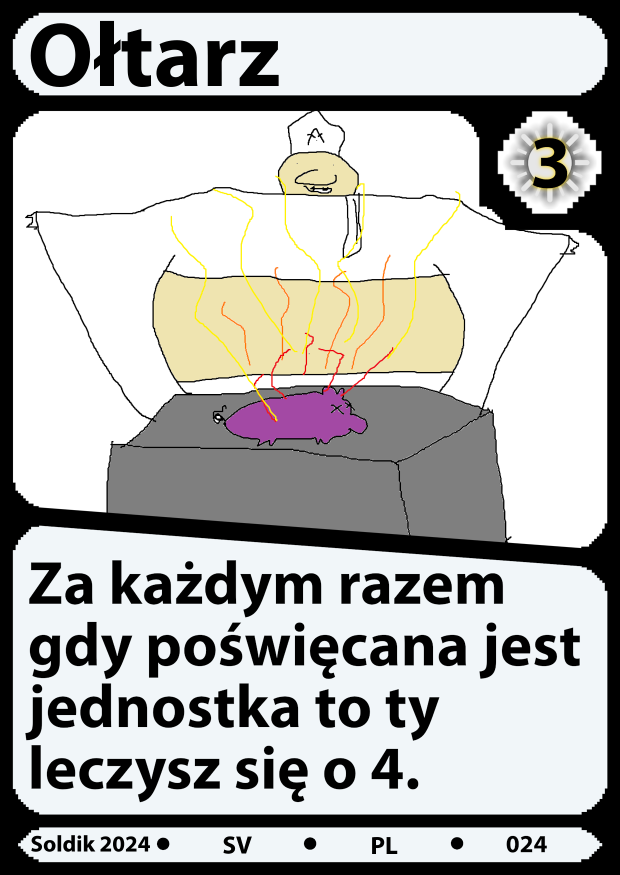 Ołtarz
3
A
Za każdym razem
gdy poświęcana jest
jednostka to ty
leczysz się o 4.
Soldik 2024 ● SV ● PL ● 024